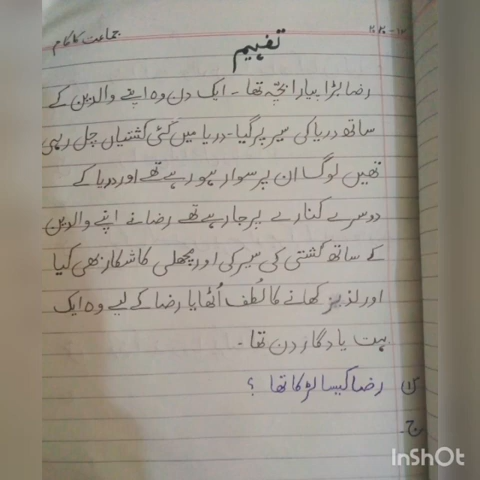 جماعت کا کام
تفہیم
رضا بڑا پیارا بچّہ تھا ۔ ایک دن وہ اپنے والدین کے
ساتھ دریا کی سیر پر گیا ۔ دریا میں کئی کشتیاں چل رہی
تھیں لوگ ان پر سوار ہو رہے تھے اور دریا کے
دوسرے کنارے پر جا رہے تھے رضا نے اپنے والدین
کے ساتھ کشتی کی سیر کی اور مچھلی کا شکار بھی کیا
اور لذیز کھانے کا لُطف اُٹھایا رضا کے لیے وہ ایک
بہت یادگار دن تھا ۔
س رضا کیسا لڑکا تھا ؟
ج ۔
InShOt